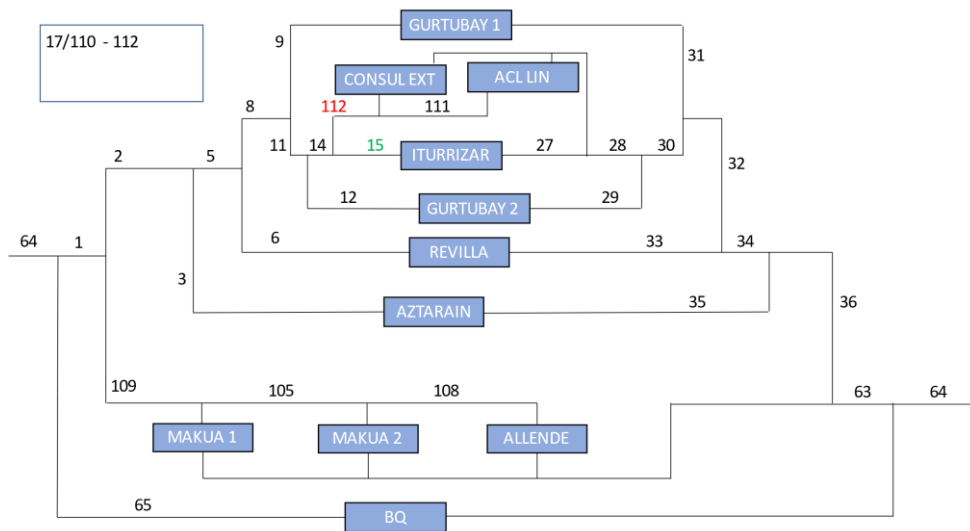 17/110 - 112
GURTUBAY 1
9
31
CONSUL EXT
ACL LIN
8
112
111
11
14
15
ITURRIZAR
27
28
30
2
5
32
12
GURTUBAY 2
29
64
1
6
REVILLA
33
34
3
AZTARAIN
35
36
109
105
108
63
64
MAKUA 1
MAKUA 2
ALLENDE
65
BQ